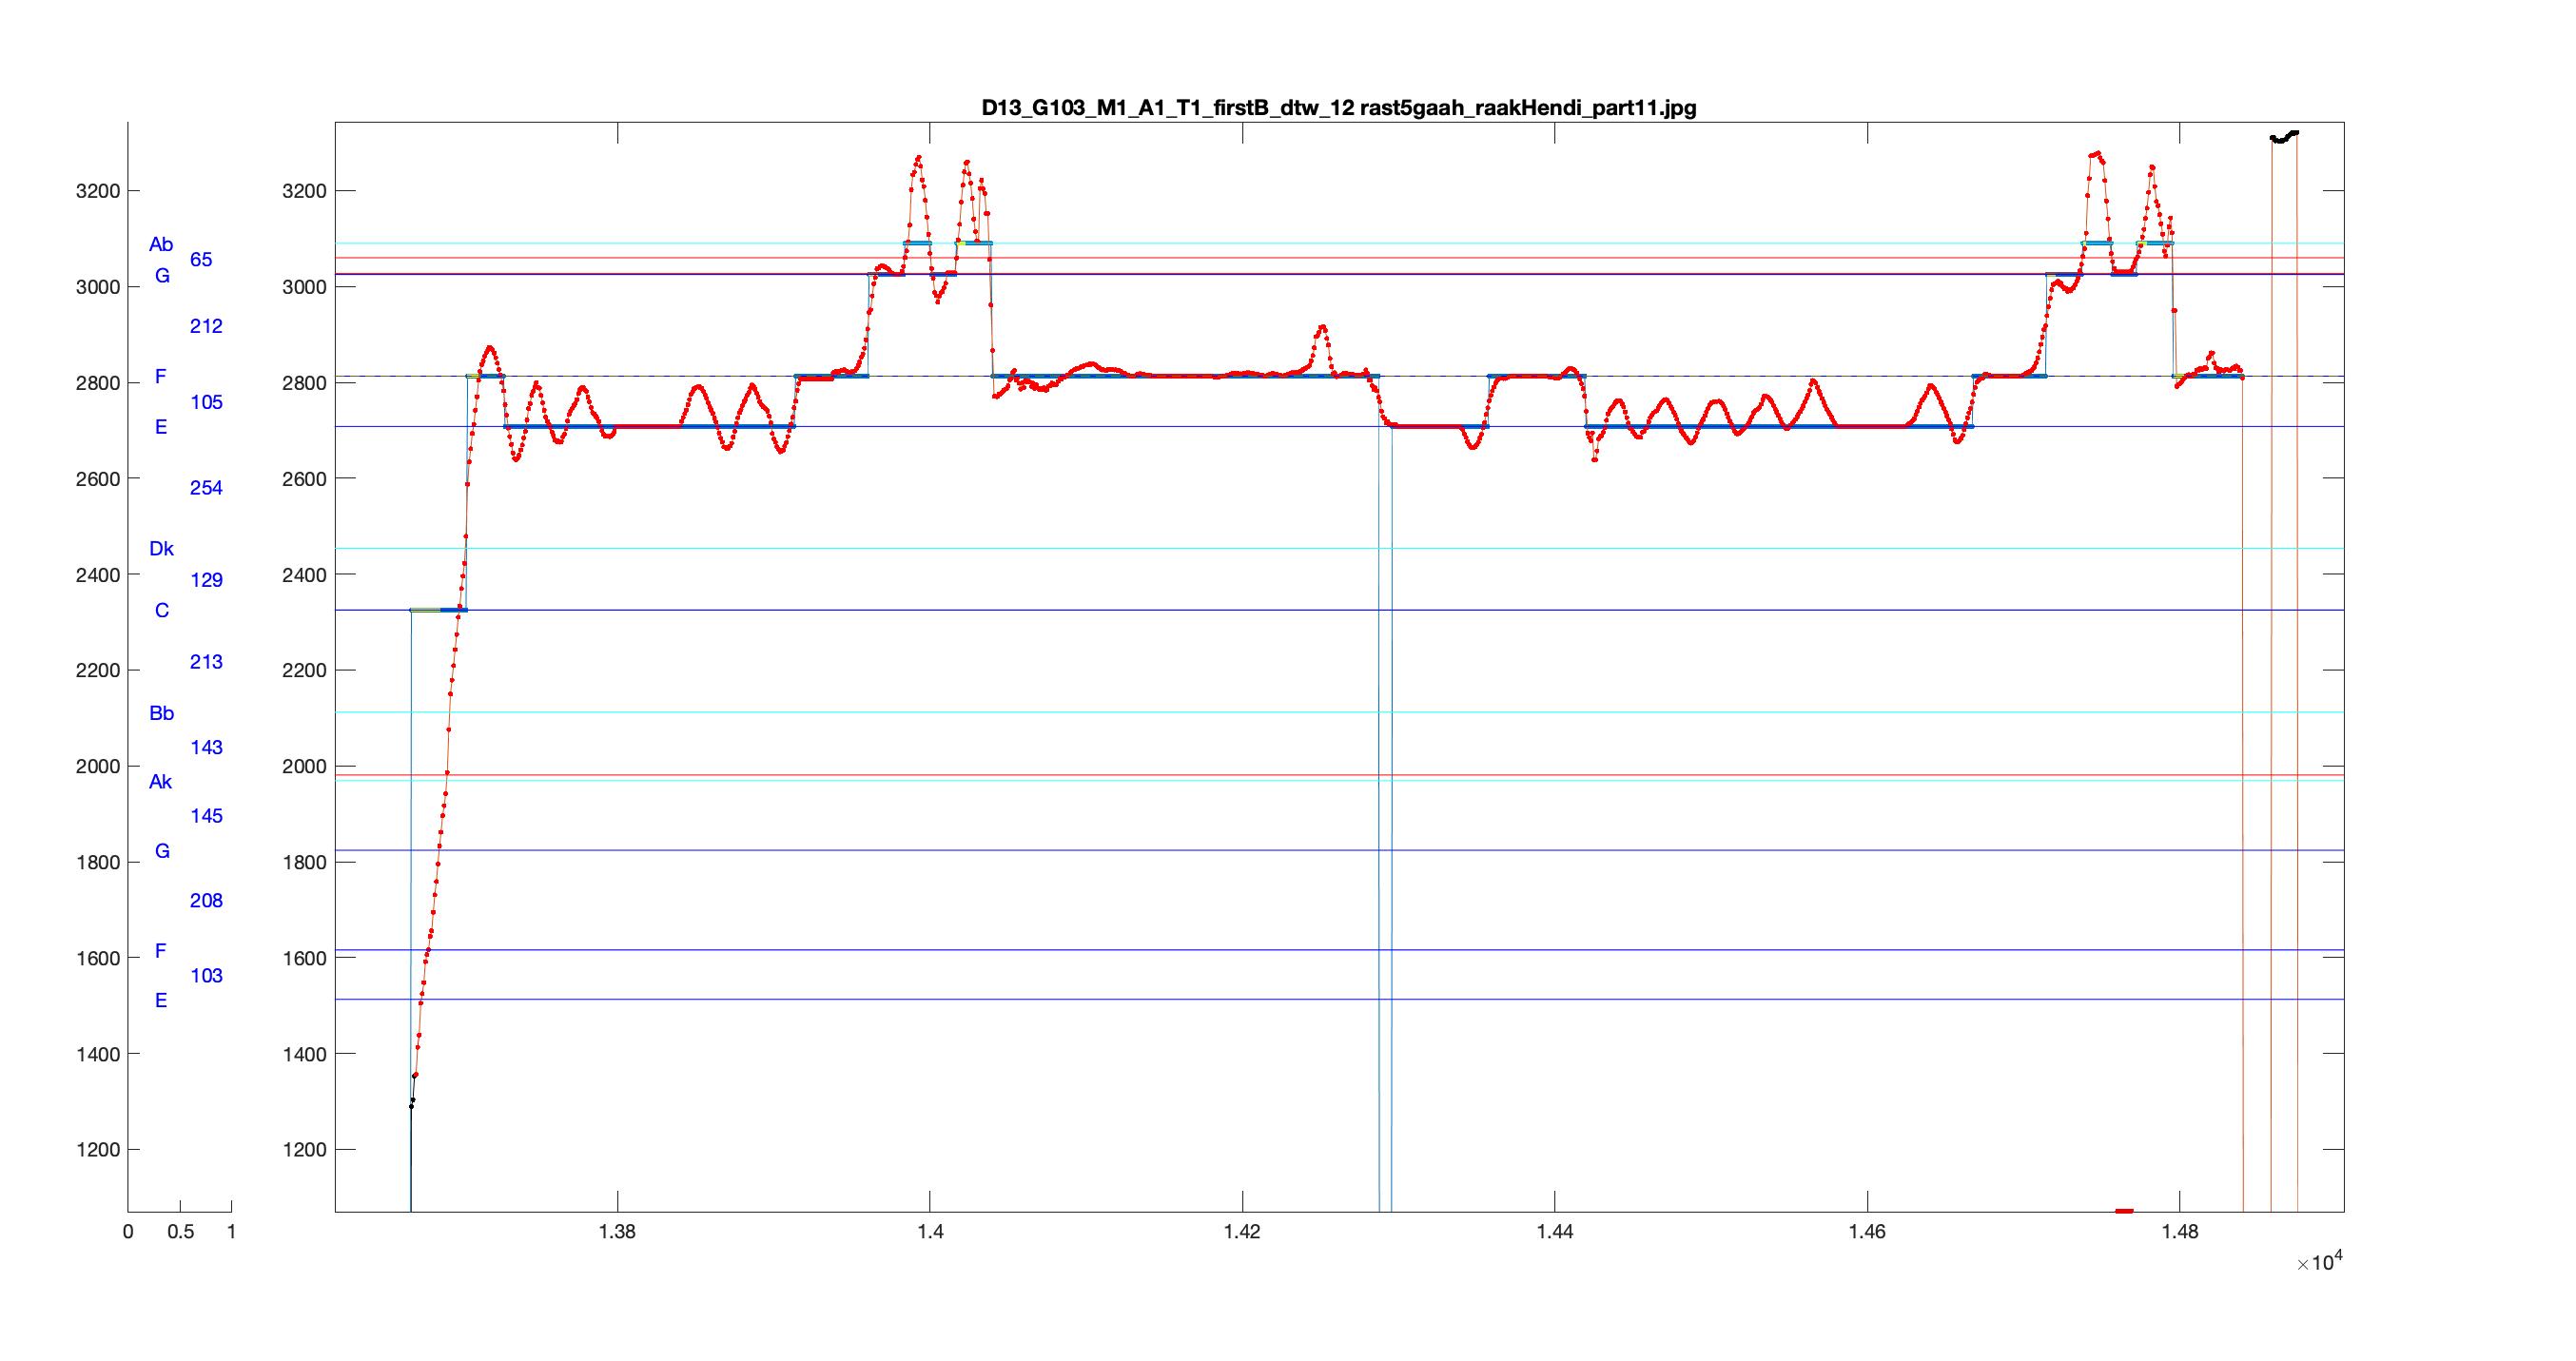 D13_G103_M1_A1_T1_firstB_dtw_12 rast5gaah_raakHendi_part11.jpg
3200 3200
Ab
65
G
3000 3000
212
F
2800 2800
105
E
2600 2600
254
Dk
2400 2400
129
C
213
2200 2200
Bb
143
2000 2000
Ak
145
G
1800 1800
208
F
1600 1600
103
E
1400 1400
1200 1200
0 0.5 1 1.38 1.4 1.42 1.44 1.46 1.48
×10⁴